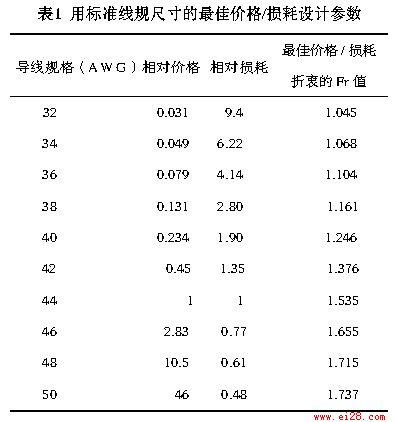 表1 用标准线规尺寸的最佳价格/损耗设计参数
导线规格（AWG） 相对价格 相对损耗 最佳价格/损耗
折衷的Fr值
32 0.031 9.4 1.045
34 0.049 6.22 1.068
36 0.079 4.14 1.104
38 0.131 2.80 1.161
40 0.234 1.90 1.246
42 0.45 1.35 1.376
44 1 1 1.535
46 2.83 0.77 1.655
48 10.5 0.61 1.715
50 46 0.48 1.737
www.ei28.com